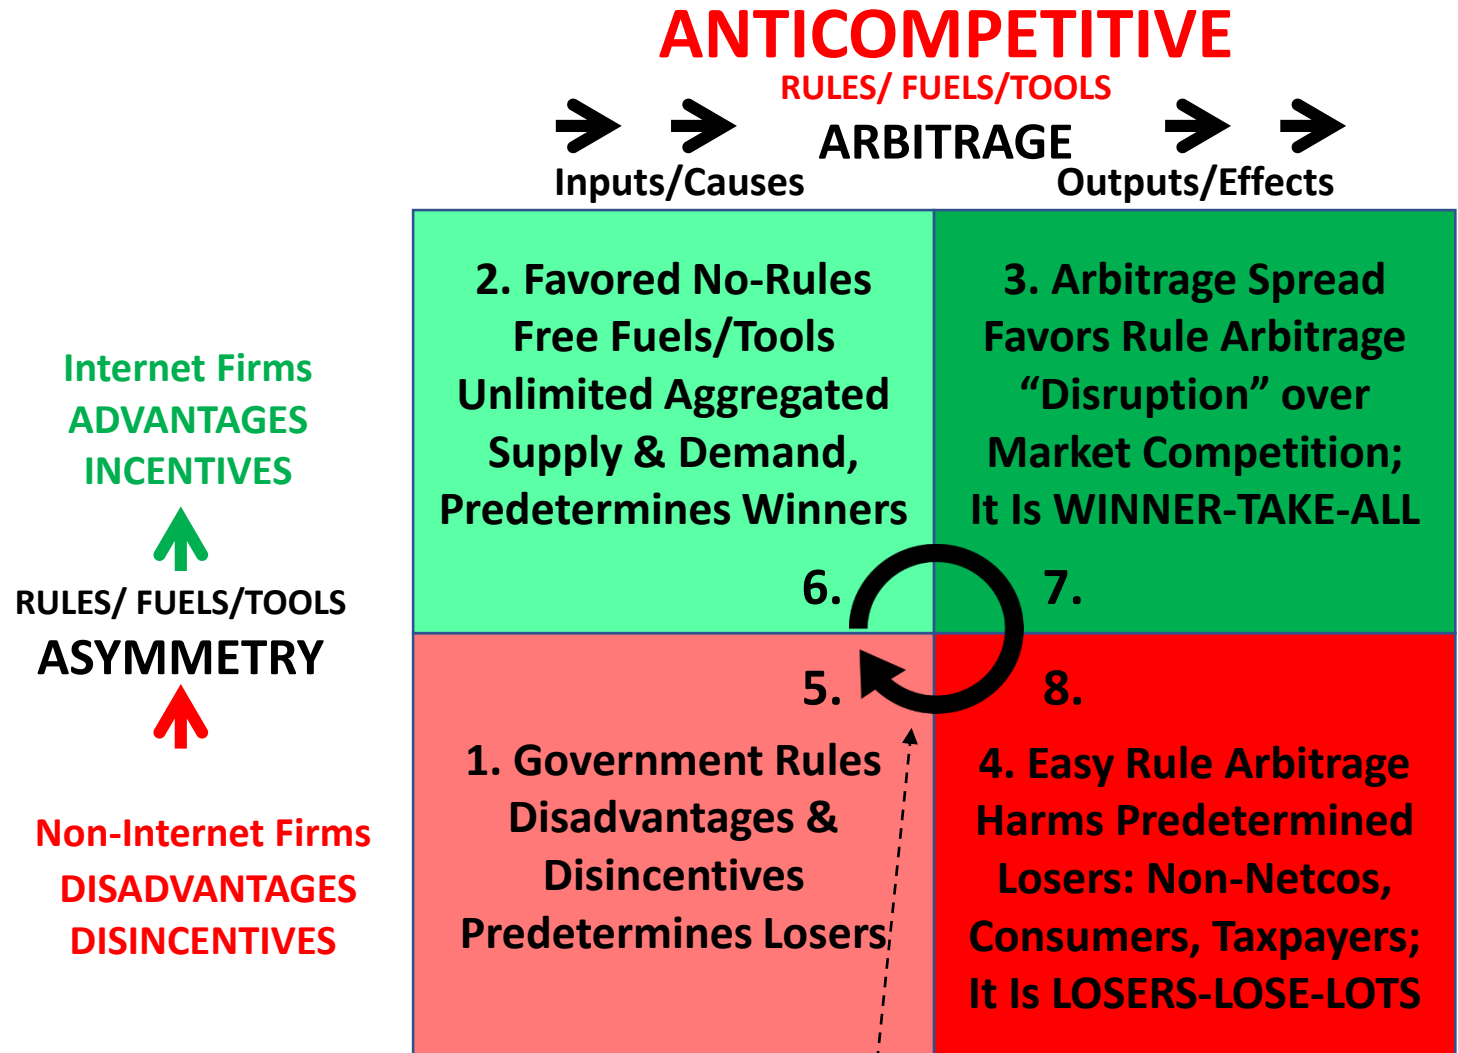 ANTICOMPETITIVE
RULES/ FUELS/TOOLS
ARBITRAGE
Inputs/Causes
Outputs/Effects
Internet Firms
ADVANTAGES
INCENTIVES
RULES/ FUELS/TOOLS
ASYMMETRY
Non-Internet Firms
DISADVANTAGES
DISINCENTIVES
2. Favored No-Rules
Free Fuels/Tools
Unlimited Aggregated
Supply & Demand,
Predetermines Winners
6.
3. Arbitrage Spread
Favors Rule Arbitrage
“Disruption” over
Market Competition;
It Is WINNER-TAKE-ALL
7.
5.
1. Government Rules
Disadvantages &
Disincentives
Predetermines Losers
8.
4. Easy Rule Arbitrage
Harms Predetermined
Losers: Non-Netcos,
Consumers, Taxpayers;
It Is LOSERS-LOSE-LOTS